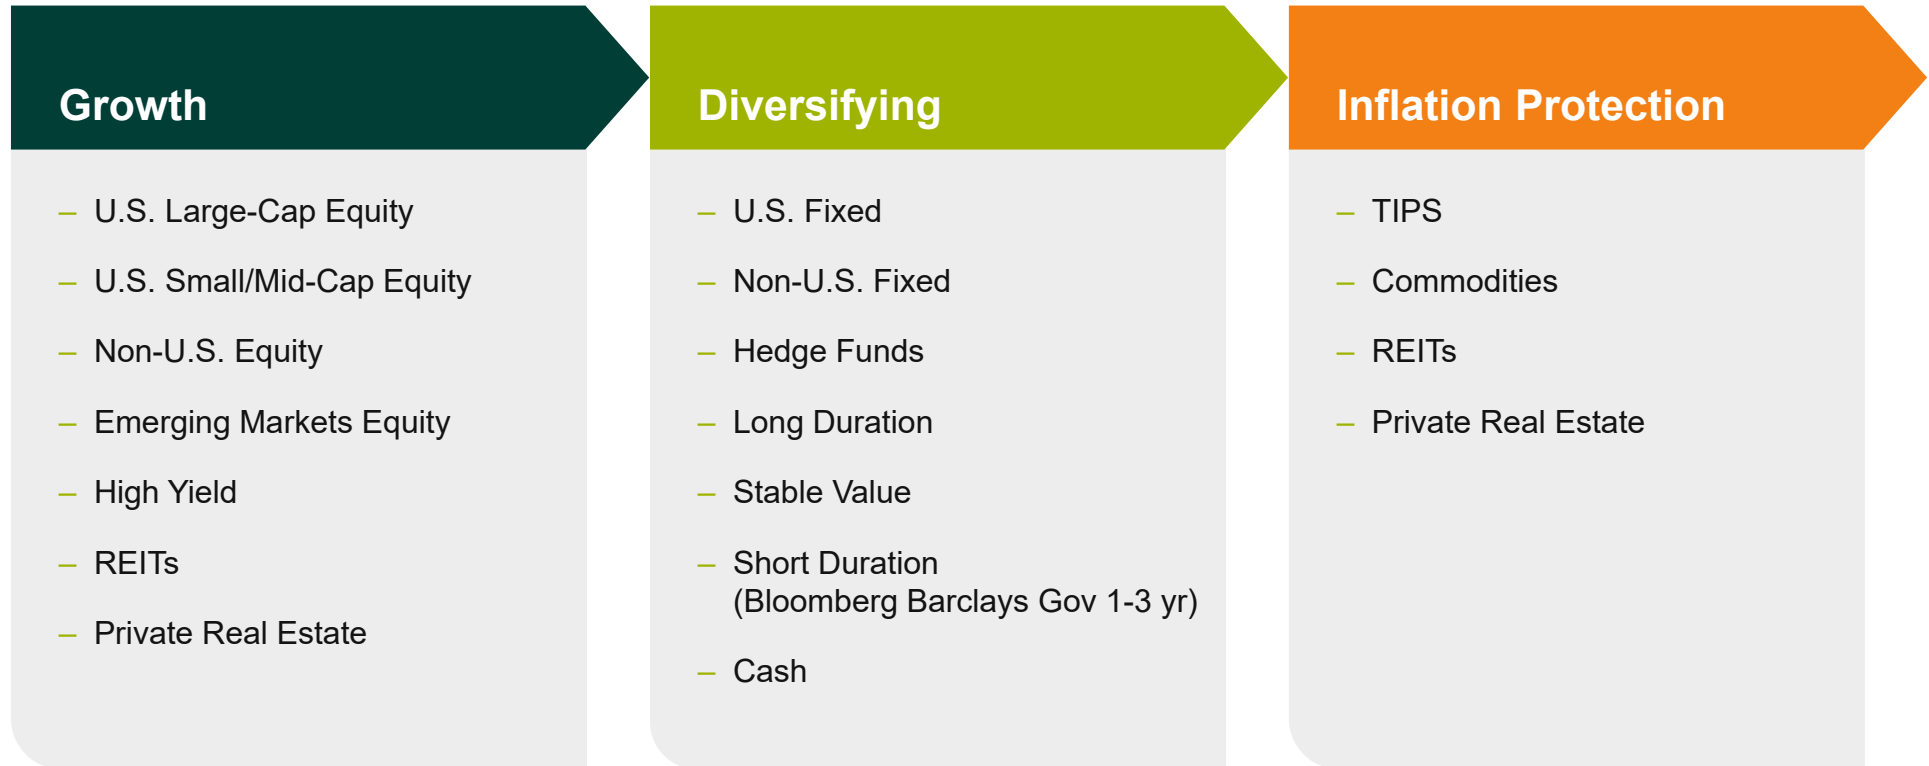 Growth
– U.S. Large-Cap Equity
– U.S. Small/Mid-Cap Equity
– Non-U.S. Equity
– Emerging Markets Equity
– High Yield
– REITs
– Private Real Estate
Diversifying
– U.S. Fixed
– Non-U.S. Fixed
– Hedge Funds
– Long Duration
– Stable Value
– Short Duration
(Bloomberg Barclays Gov 1-3 yr)
– Cash
Inflation Protection
– TIPS
– Commodities
– REITs
– Private Real Estate